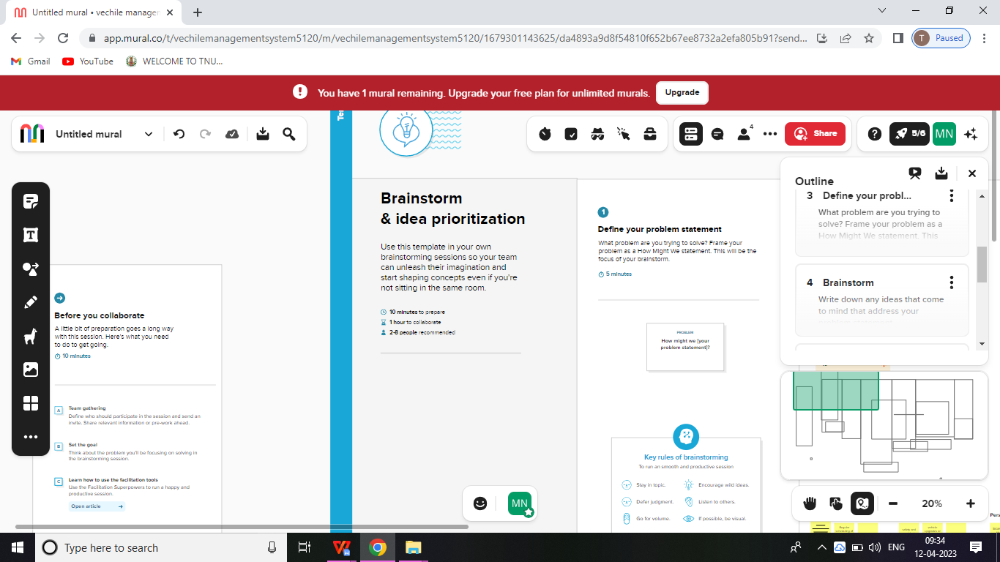 Untitled mural • vechile manager
app.mural.co/t/vechilemanagementsystem5120/m/vechilemanagementsystem5120/1679301143625/da4893a9d8f54810f652b67ee8732a2efa805b91?send...
T
Paused
Gmail
YouTube
WELCOME TO TNU...
You have 1 mural remaining. Upgrade your free plan for unlimited murals.
Upgrade
Untitled mural
4
Share
5/6
MN
Outline
3 Define your probl...
What problem are you trying to
solve? Frame your problem as a
How Might We statement. This
4 Brainstorm
Write down any ideas that come
to mind that address your
Before you collaborate
A little bit of preparation goes a long way
with this session. Here's what you need
to do to get going.
10 minutes
A
Team gathering
Define who should participate in the session and send an
invite. Share relevant information or pre-work ahead.
B
Set the goal
Think about the problem you'll be focusing on solving in
the brainstorming session.
C
Learn how to use the facilitation tools
Use the Facilitation Superpowers to run a happy and
productive session.
Open article
Brainstorm
& idea prioritization
Use this template in your own
brainstorming sessions so your team
can unleash their imagination and
start shaping concepts even if you're
not sitting in the same room.
10 minutes to prepare
1 hour to collaborate
2-8 people recommended
1
Define your problem statement
What problem are you trying to solve? Frame your
problem as a How Might We statement. This will be the
focus of your brainstorm.
5 minutes
PROBLEM
How might we [your
problem statement]?
Key rules of brainstorming
To run an smooth and productive session
Stay in topic.
Encourage wild ideas.
Defer judgment.
Listen to others.
Go for volume.
If possible, be visual.
MN
20%
Type here to search
ENG
09:34
12-04-2023